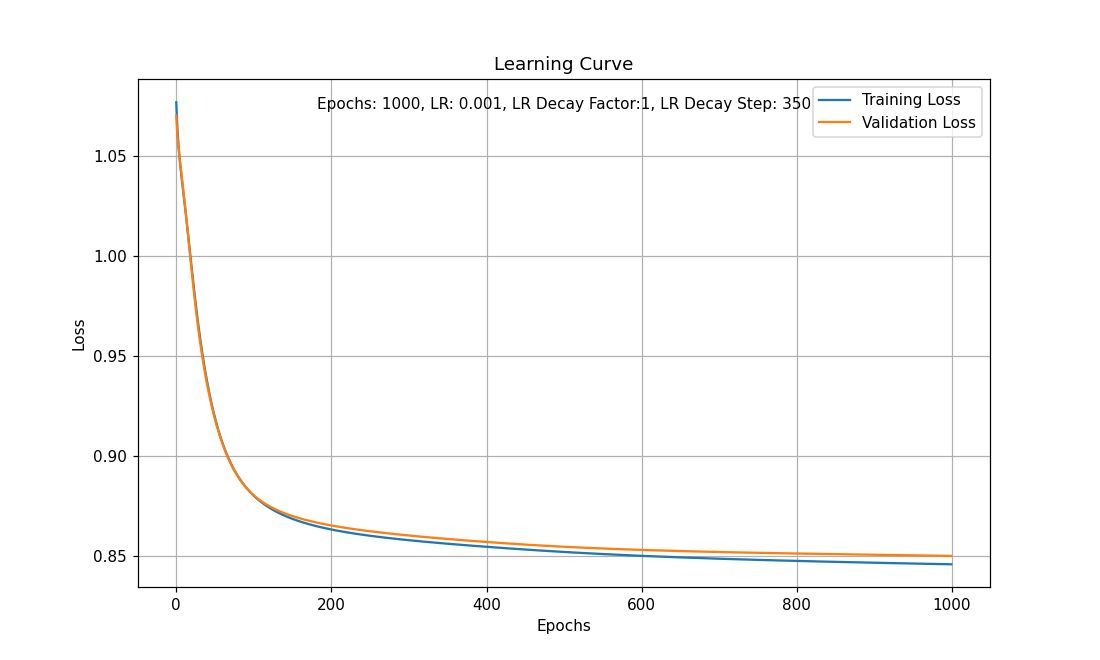 Learning Curve
Epochs: 1000, LR: 0.001, LR Decay Factor:1, LR Decay Step: 350
Training Loss
Validation Loss
1.05
1.00
0.95
0.90
0.85
Loss
0 200 400 600 800 1000
Epochs